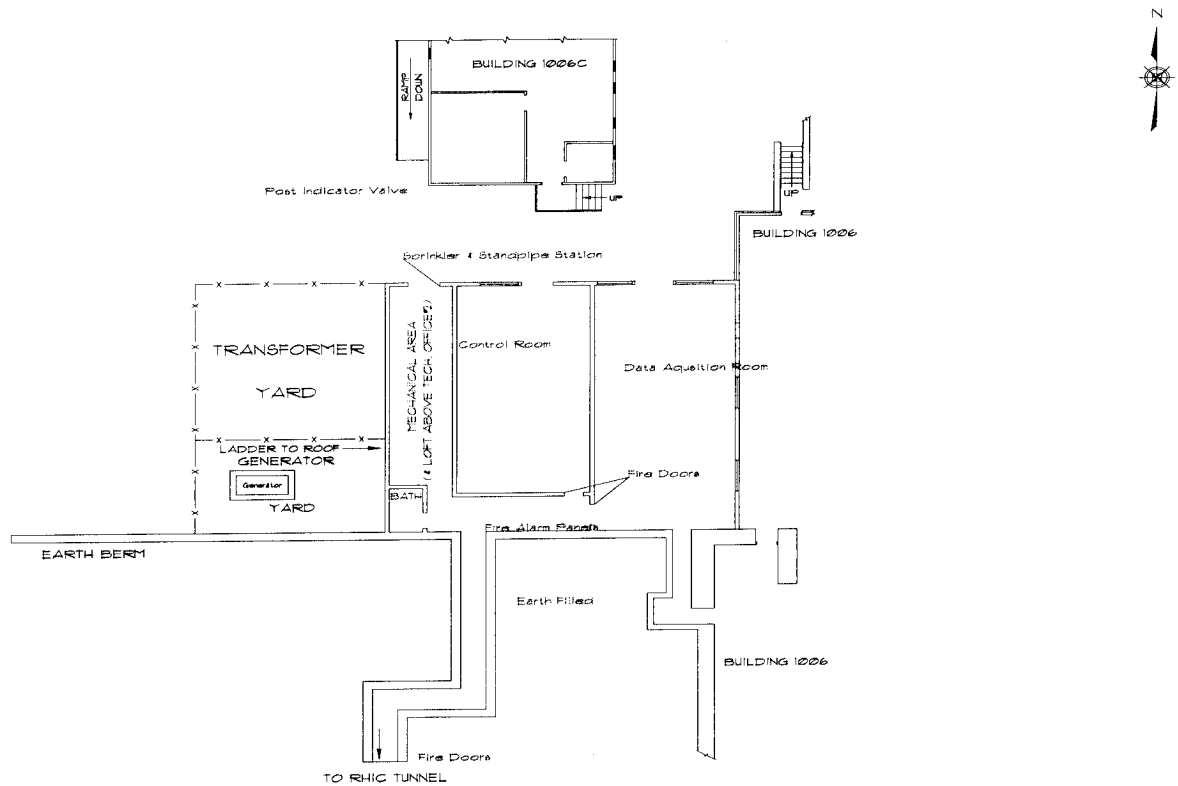 N
BUILDING 1006C
RAMP
DOWN
Post Indicator Valve
UP
UP
BUILDING 1006
Sprinkler & Standpipe Station
TRANSFORMER
YARD
MECHANICAL AREA
(& LOFT ABOVE TECH. OFFICE
Control Room
Data Aqusition Room
LADDER TO ROOF
GENERATOR
Generator
YARD
BATH
Fire Doors
Fire Alarm Panels
EARTH BERM
Earth Filled
BUILDING 1006
Fire Doors
TO RHIC TUNNEL